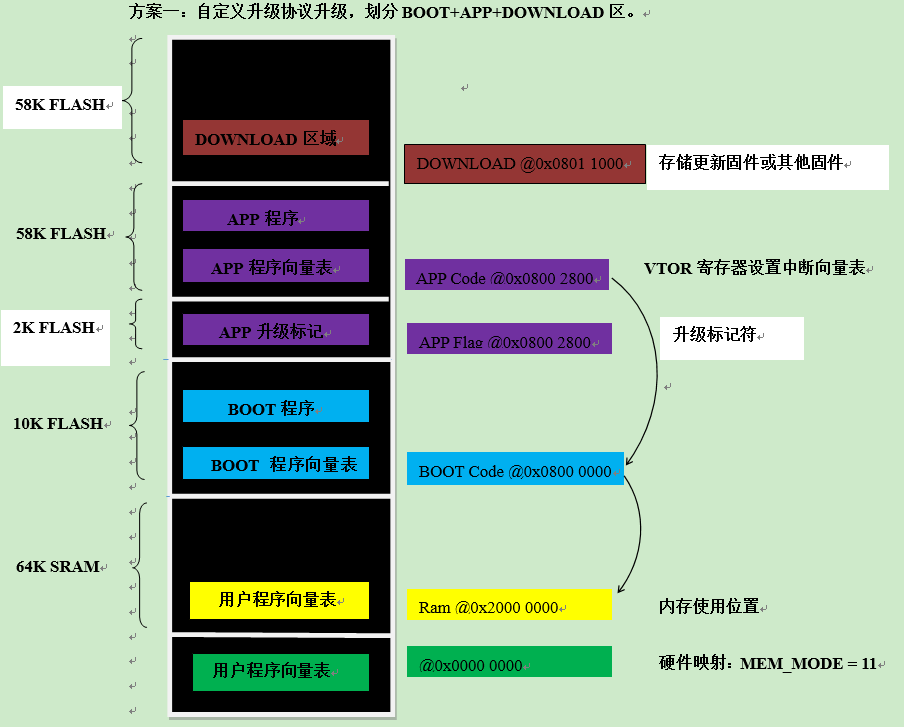 方案一：自定义升级协议升级，划分 BOOT+APP+DOWNLOAD 区。
58K FLASH
DOWNLOAD 区域
DOWNLOAD @0x0801 1000
存储更新固件或其他固件
58K FLASH
APP 程序
APP 程序向量表
APP Code @0x0800 2800
VTOR 寄存器设置中断向量表
2K FLASH
APP 升级标记
APP Flag @0x0800 2800
升级标记符
10K FLASH
BOOT 程序
BOOT 程序向量表
BOOT Code @0x0800 0000
64K SRAM
用户程序向量表
Ram @0x2000 0000
内存使用位置
用户程序向量表
@0x0000 0000
硬件映射：MEM_MODE = 11